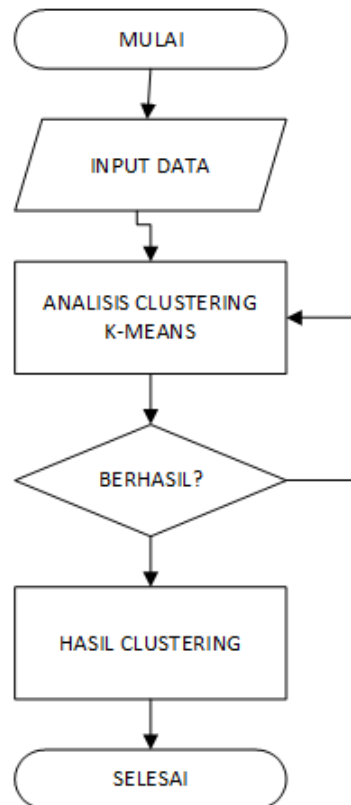 MULAI
INPUT DATA
ANALISIS CLUSTERING
K-MEANS
BERHASIL?
HASIL CLUSTERING
SELESAI